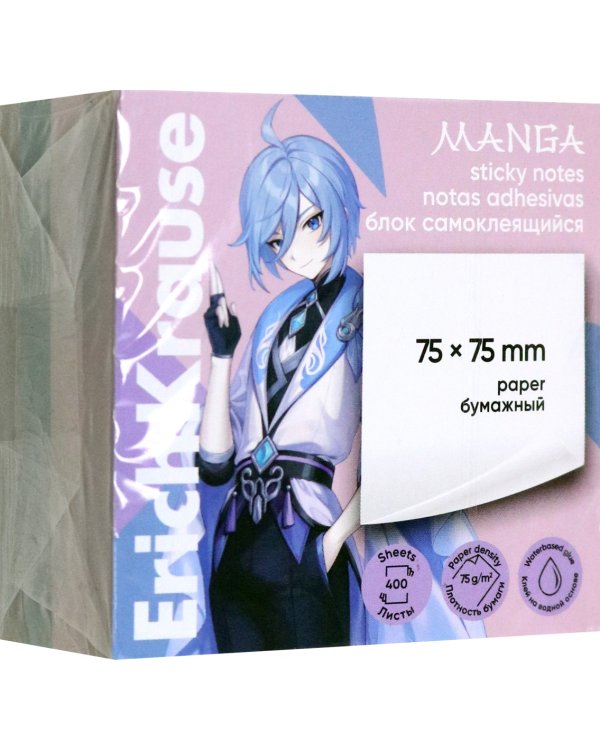 ErichKrause
MANGA
sticky notes
notas adhesivas
блок самоклеящийся
75 × 75 mm
paper
бумажный
Sheets
400
Листы
Paper density
75 g/m²
Плотность бумаги
Waterbased glue
Клей на водной основе